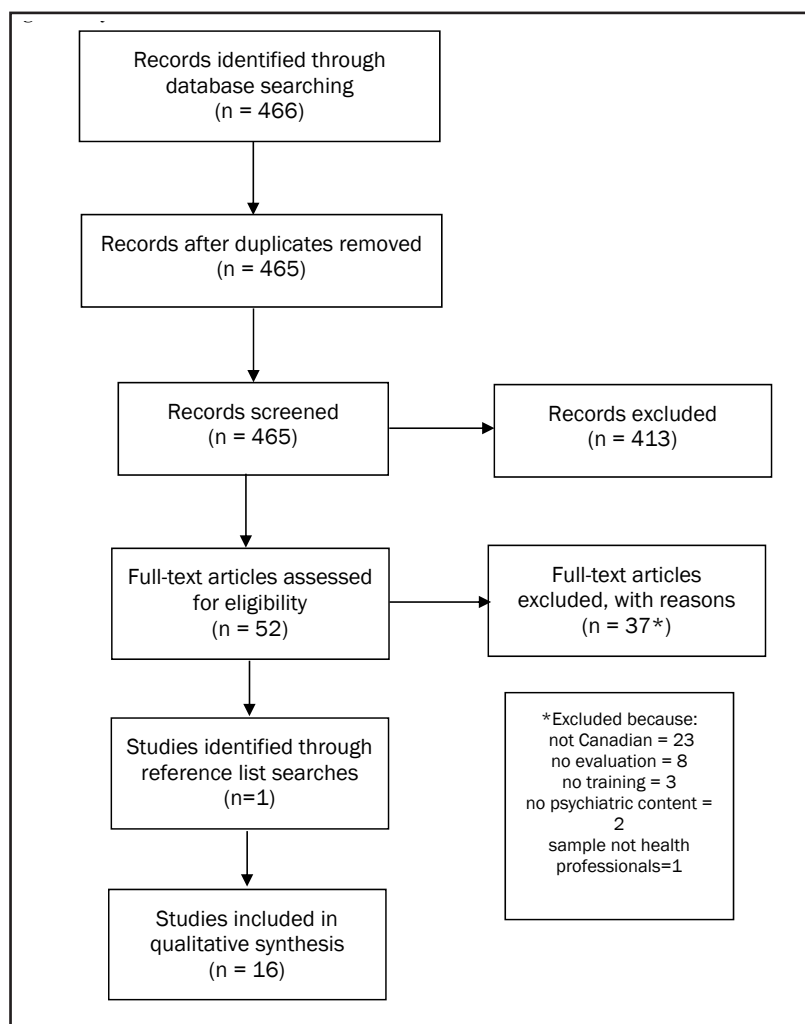 Records identified through
database searching
(n = 466)
Records after duplicates removed
(n = 465)
Records screened
(n = 465)
Records excluded
(n = 413)
Full-text articles assessed
for eligibility
(n = 52)
Full-text articles
excluded, with reasons
(n = 37*)
Studies identified through
reference list searches
(n=1)
*Excluded because:
not Canadian = 23
no evaluation = 8
no training = 3
no psychiatric content =
2
sample not health
professionals=1
Studies included in
qualitative synthesis
(n = 16)